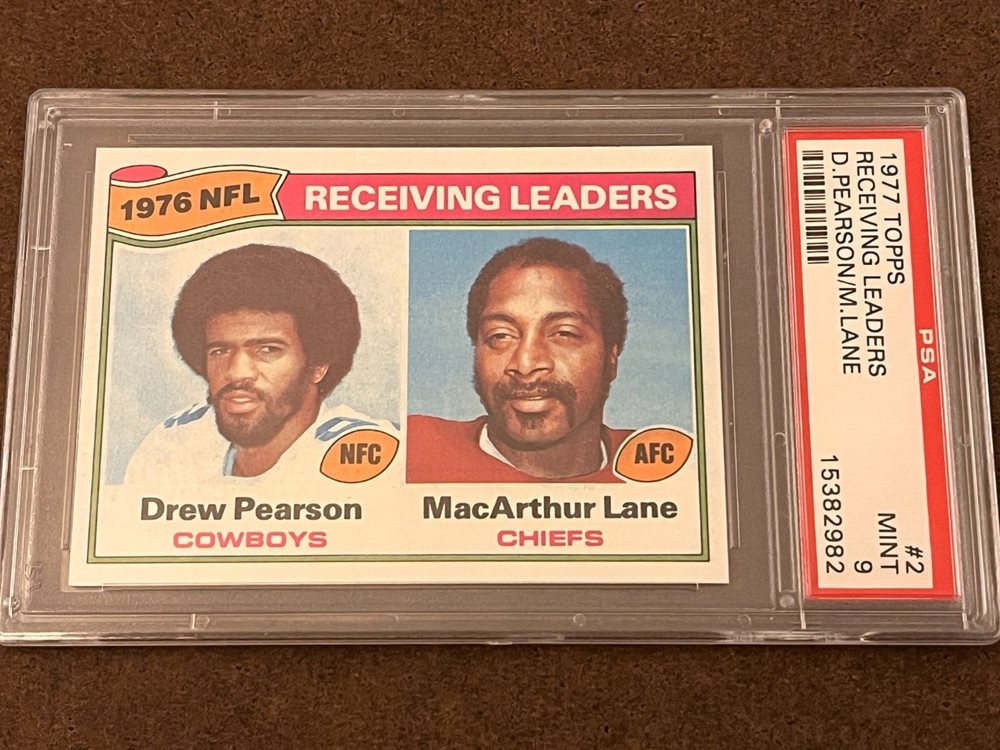 1976 NFL
RECEIVING LEADERS
NFC
AFC
Drew Pearson
MacArthur Lane
COWBOYS
CHIEFS
1977 TOPPS
RECEIVING LEADERS
D.PEARSON/M.LANE
PSA
#2
MINT
9
15382982